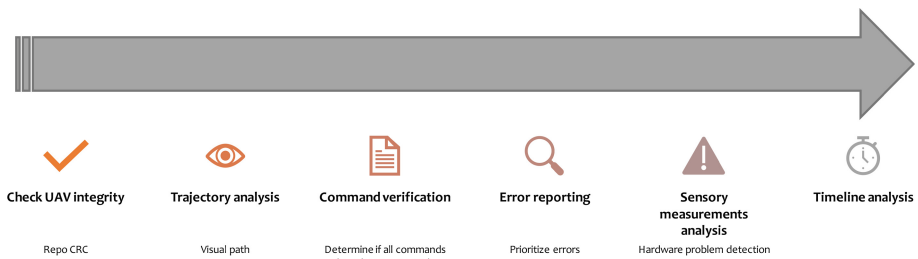 Check UAV integrity
Repo CRC
Trajectory analysis
Visual path
Command verification
Determine if all commands
Error reporting
Prioritize errors
Sensory
measurements
analysis
Hardware problem detection
Timeline analysis